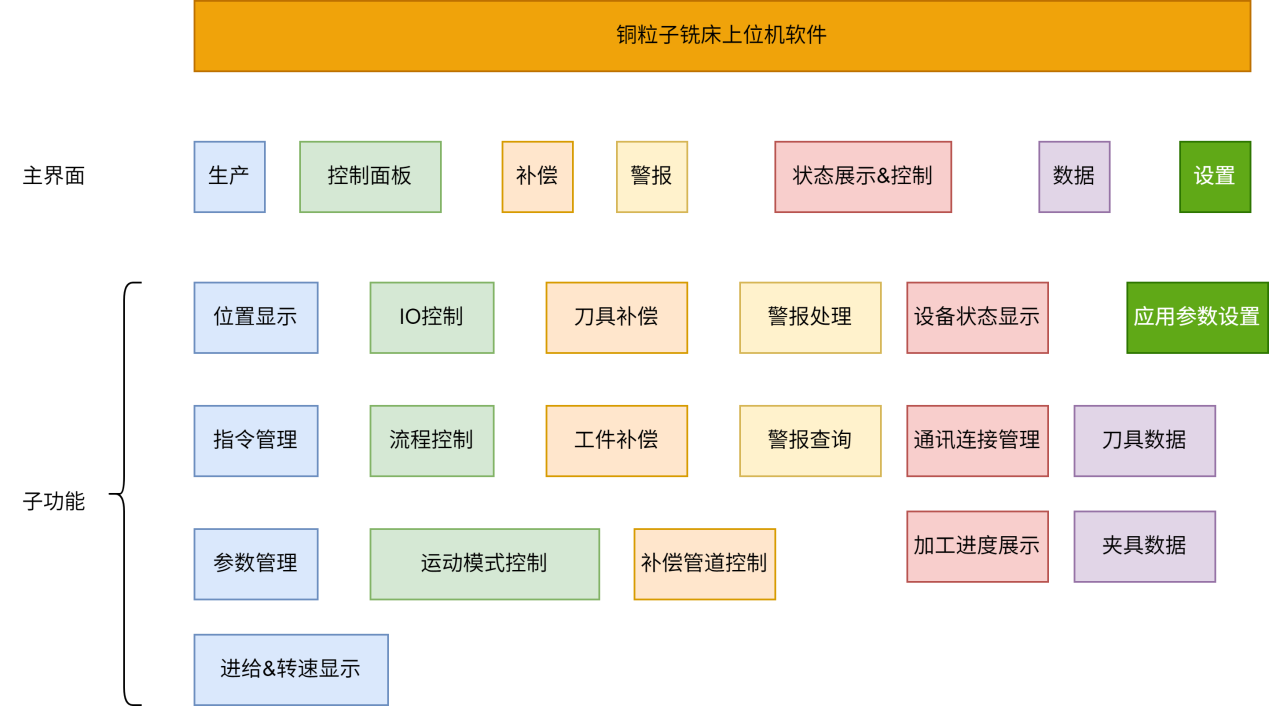 铜粒子铣床上位机软件
主界面
生产
控制面板
补偿
警报
状态展示&控制
数据
设置
位置显示
IO控制
刀具补偿
警报处理
设备状态显示
应用参数设置
指令管理
流程控制
工件补偿
警报查询
通讯连接管理
刀具数据
子功能
参数管理
运动模式控制
补偿管道控制
加工进度展示
夹具数据
进给&转速显示